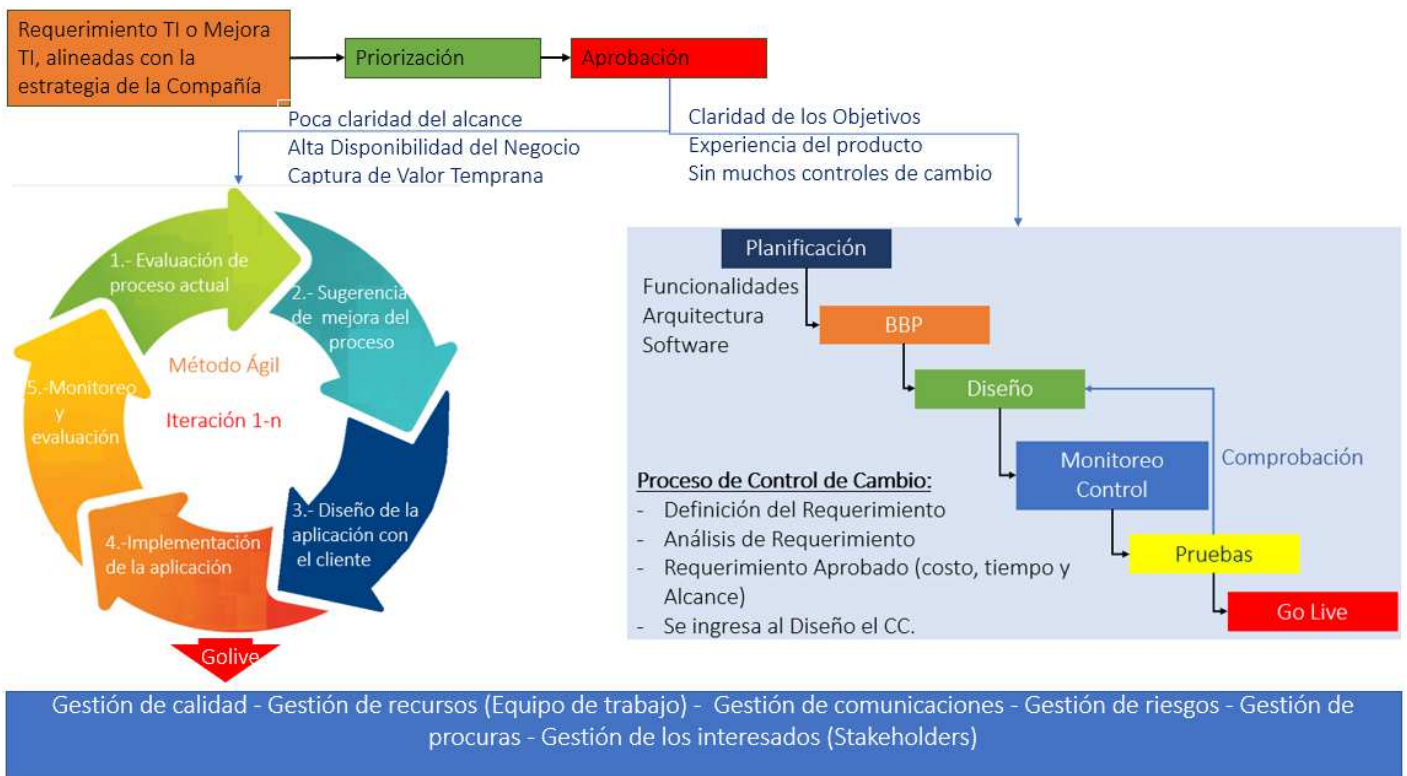 Requerimiento TI o Mejora
TI, alineadas con la
estrategia de la Compañía
Priorización
Aprobación
Poca claridad del alcance
Alta Disponibilidad del Negocio
Captura de Valor Temprana
Claridad de los Objetivos
Experiencia del producto
Sin muchos controles de cambio
1.- Evaluación de
proceso actual
2.- Sugerencia
de mejora del
proceso
3.- Diseño de la
aplicación con
el cliente
4.-Implementación
de la aplicación
5.-Monitoreo
y
evaluación
Método Ágil
Iteración 1-n
Golive
Planificación
Funcionalidades
Arquitectura
Software
BBP
Diseño
Monitoreo
Control
Comprobación
Pruebas
Go Live
Proceso de Control de Cambio:
- Definición del Requerimiento
- Análisis de Requerimiento
- Requerimiento Aprobado (costo, tiempo y
Alcance)
- Se ingresa al Diseño el CC.
Gestión de calidad - Gestión de recursos (Equipo de trabajo) - Gestión de comunicaciones - Gestión de riesgos - Gestión de
procuras - Gestión de los interesados (Stakeholders)